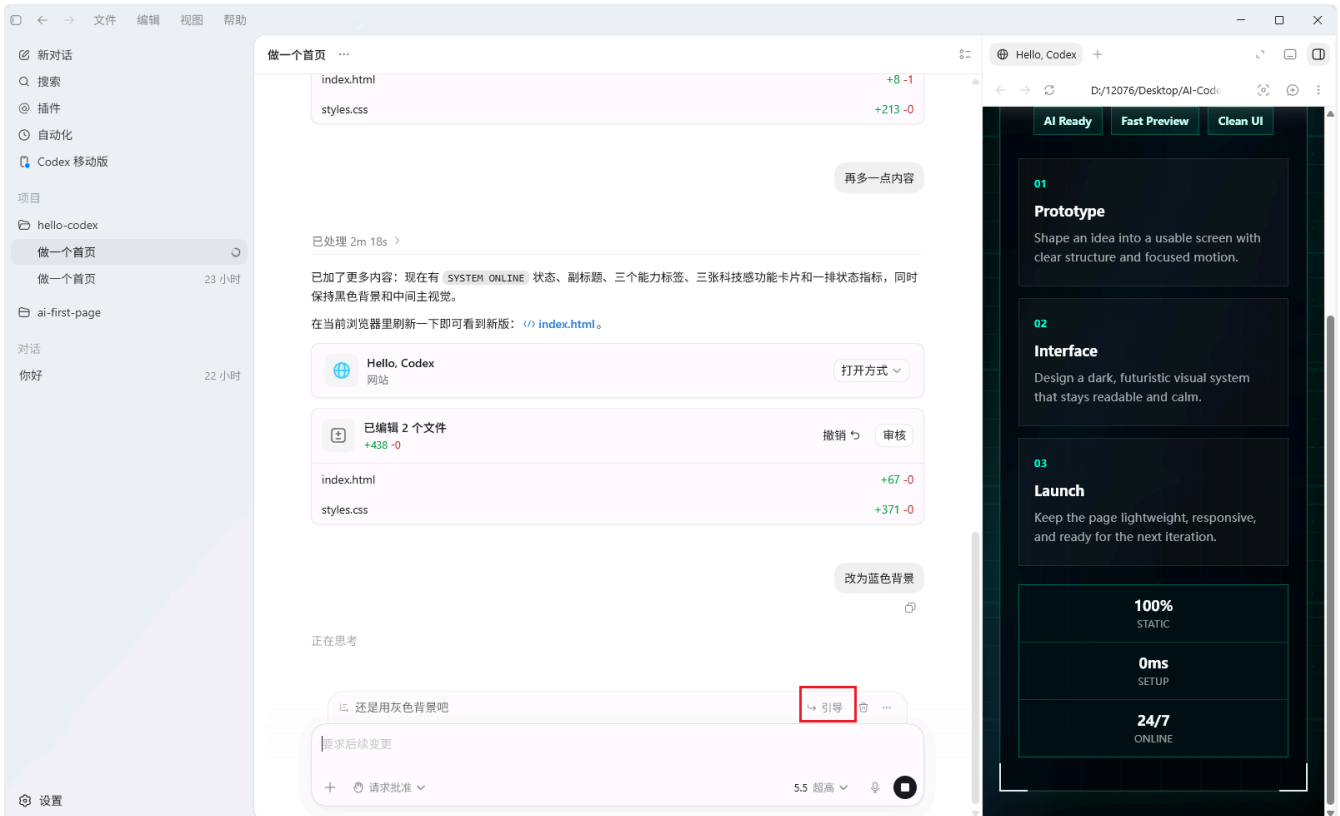 文件 编辑 视图 帮助
新对话
搜索
插件
自动化
Codex 移动版
项目
hello-codex
做一个首页
做一个首页 23 小时
ai-first-page
对话
你好 22 小时
设置
做一个首页 ...
index.html +8 -1
styles.css +213 -0
再多一点内容
已处理 2m 18s >
已加了更多内容：现在有 SYSTEM ONLINE 状态、副标题、三个能力标签、三张科技感功能卡片和一排状态指标，同时
保持黑色背景和中间主视觉。
在当前浏览器里刷新一下即可看到新版： index.html。
Hello, Codex
网站
打开方式
已编辑 2 个文件
+438 -0
撤销 审核
index.html +67 -0
styles.css +371 -0
改为蓝色背景
正在思考
还是用灰色背景吧 引导 ...
要求后续变更
请求批准 5.5 超高
Hello, Codex
D:/12076/Desktop/AI-Code
AI Ready Fast Preview Clean UI
01
Prototype
Shape an idea into a usable screen with
clear structure and focused motion.
02
Interface
Design a dark, futuristic visual system
that stays readable and calm.
03
Launch
Keep the page lightweight, responsive,
and ready for the next iteration.
100%
STATIC
0ms
SETUP
24/7
ONLINE